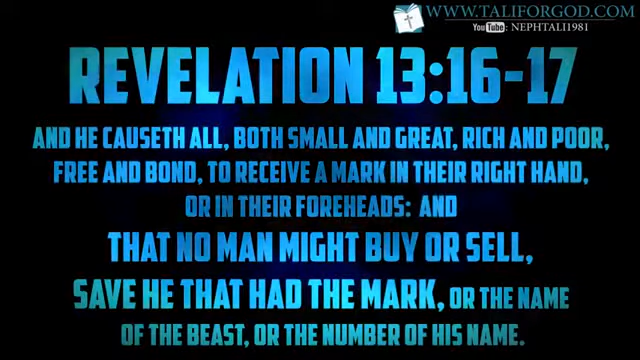 WWW.TALIFORGOD.COM
You Tube: NEPHTALI1981
REVELATION 13:16-17
AND HE CAUSETH ALL, BOTH SMALL AND GREAT, RICH AND POOR,
FREE AND BOND, TO RECEIVE A MARK IN THEIR RIGHT HAND,
OR IN THEIR FOREHEADS: AND
THAT NO MAN MIGHT BUY OR SELL,
SAVE HE THAT HAD THE MARK, OR THE NAME
OF THE BEAST, OR THE NUMBER OF HIS NAME.